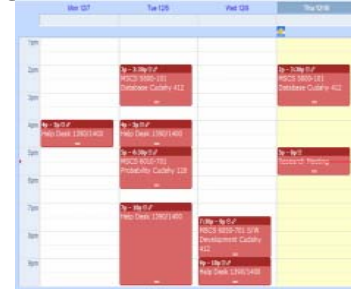 Mon 12/7 Tue 12/8 Wed 12/9 Thu 12/10
1pm
2pm
3pm
4pm
5pm
6pm
7pm
8pm
9pm
4p – 5p
Help Desk 1390/1400
2p – 3:30p
MSCS 5800-101
Database Cudahy 412
4p – 5p
Help Desk 1390/1400
5p – 6:30p
MSCS 6010-701
Probability Cudahy 128
7p – 10p
Help Desk 1390/1400
7:30p – 9p
MSCS 6050-701 S/W
Development Cudahy
412
9p – 10p
Help Desk 1390/1400
2p – 3:30p
MSCS 5800-101
Database Cudahy 412
5p – 6p
Research Meeting